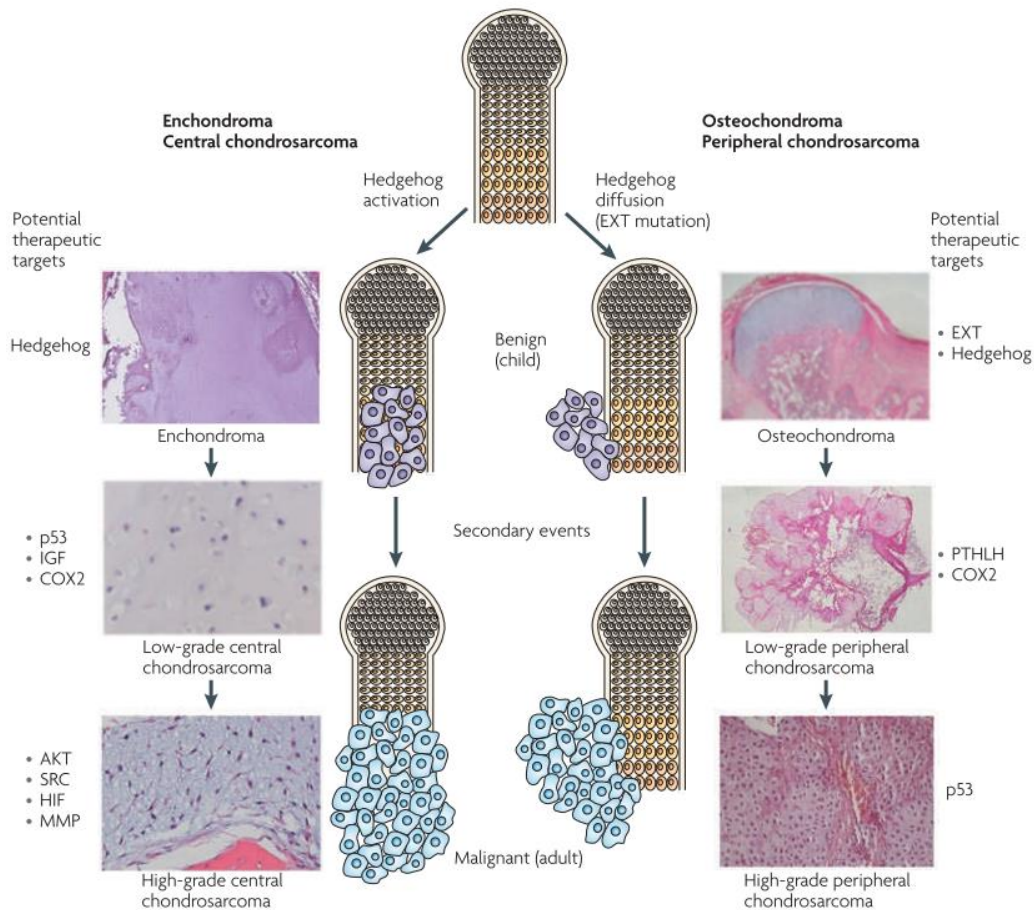 Enchondroma
Central chondrosarcoma
Osteochondroma
Peripheral chondrosarcoma
Hedgehog
activation
Hedgehog
diffusion
(EXT mutation)
Potential
therapeutic
targets
Potential
therapeutic
targets
Hedgehog
Benign
(child)
• EXT
• Hedgehog
Enchondroma
Osteochondroma
• p53
• IGF
• COX2
Secondary events
• PTHLH
• COX2
Low-grade central
chondrosarcoma
Low-grade peripheral
chondrosarcoma
• AKT
• SRC
• HIF
• MMP
p53
Malignant (adult)
High-grade central
chondrosarcoma
High-grade peripheral
chondrosarcoma